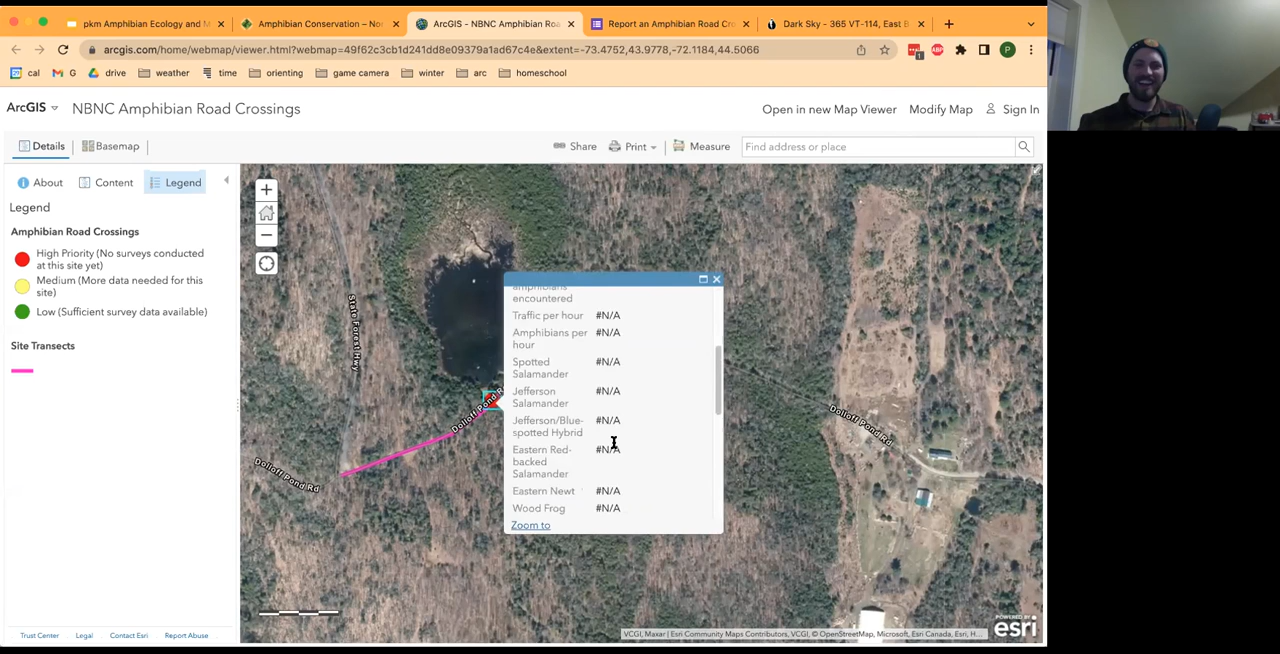 pkm Amphibian Ecology and M
Amphibian Conservation – Nor
ArcGIS - NBNC Amphibian Roa
Report an Amphibian Road Cro
Dark Sky - 365 VT-114, East B
arcgis.com/home/webmap/viewer.html?webmap=49f62c3cb1d241dd8e09379a1ad67c4e&extent=-73.4752,43.9778,-72.1184,44.5066
1
ABP
P
cal
G
drive
weather
time
orienting
game camera
winter
arc
homeschool
ArcGIS
NBNC Amphibian Road Crossings
Open in new Map Viewer
Modify Map
Sign In
Details
Basemap
Share
Print
Measure
Find address or place
About
Content
Legend
Legend
Amphibian Road Crossings
High Priority (No surveys conducted
at this site yet)
Medium (More data needed for this
site)
Low (Sufficient survey data available)
Site Transects
State Forest Hwy
Dolloff Pond R
Dolloff Pond Rd
Dolloff Pond Rd
amphibians
encountered
Traffic per hour #N/A
Amphibians per #N/A
hour
Spotted #N/A
Salamander
Jefferson #N/A
Salamander
Jefferson/Blue- #N/A
spotted Hybrid
Eastern Red- #N/A
backed
Salamander
Eastern Newt #N/A
Wood Frog #N/A
Zoom to
Trust Center
Legal
Contact Esri
Report Abuse
VCGI, Maxar | Esri Community Maps Contributors, VCGI, © OpenStreetMap, Microsoft, Esri Canada, Esri, H...
POWERED BY
esri